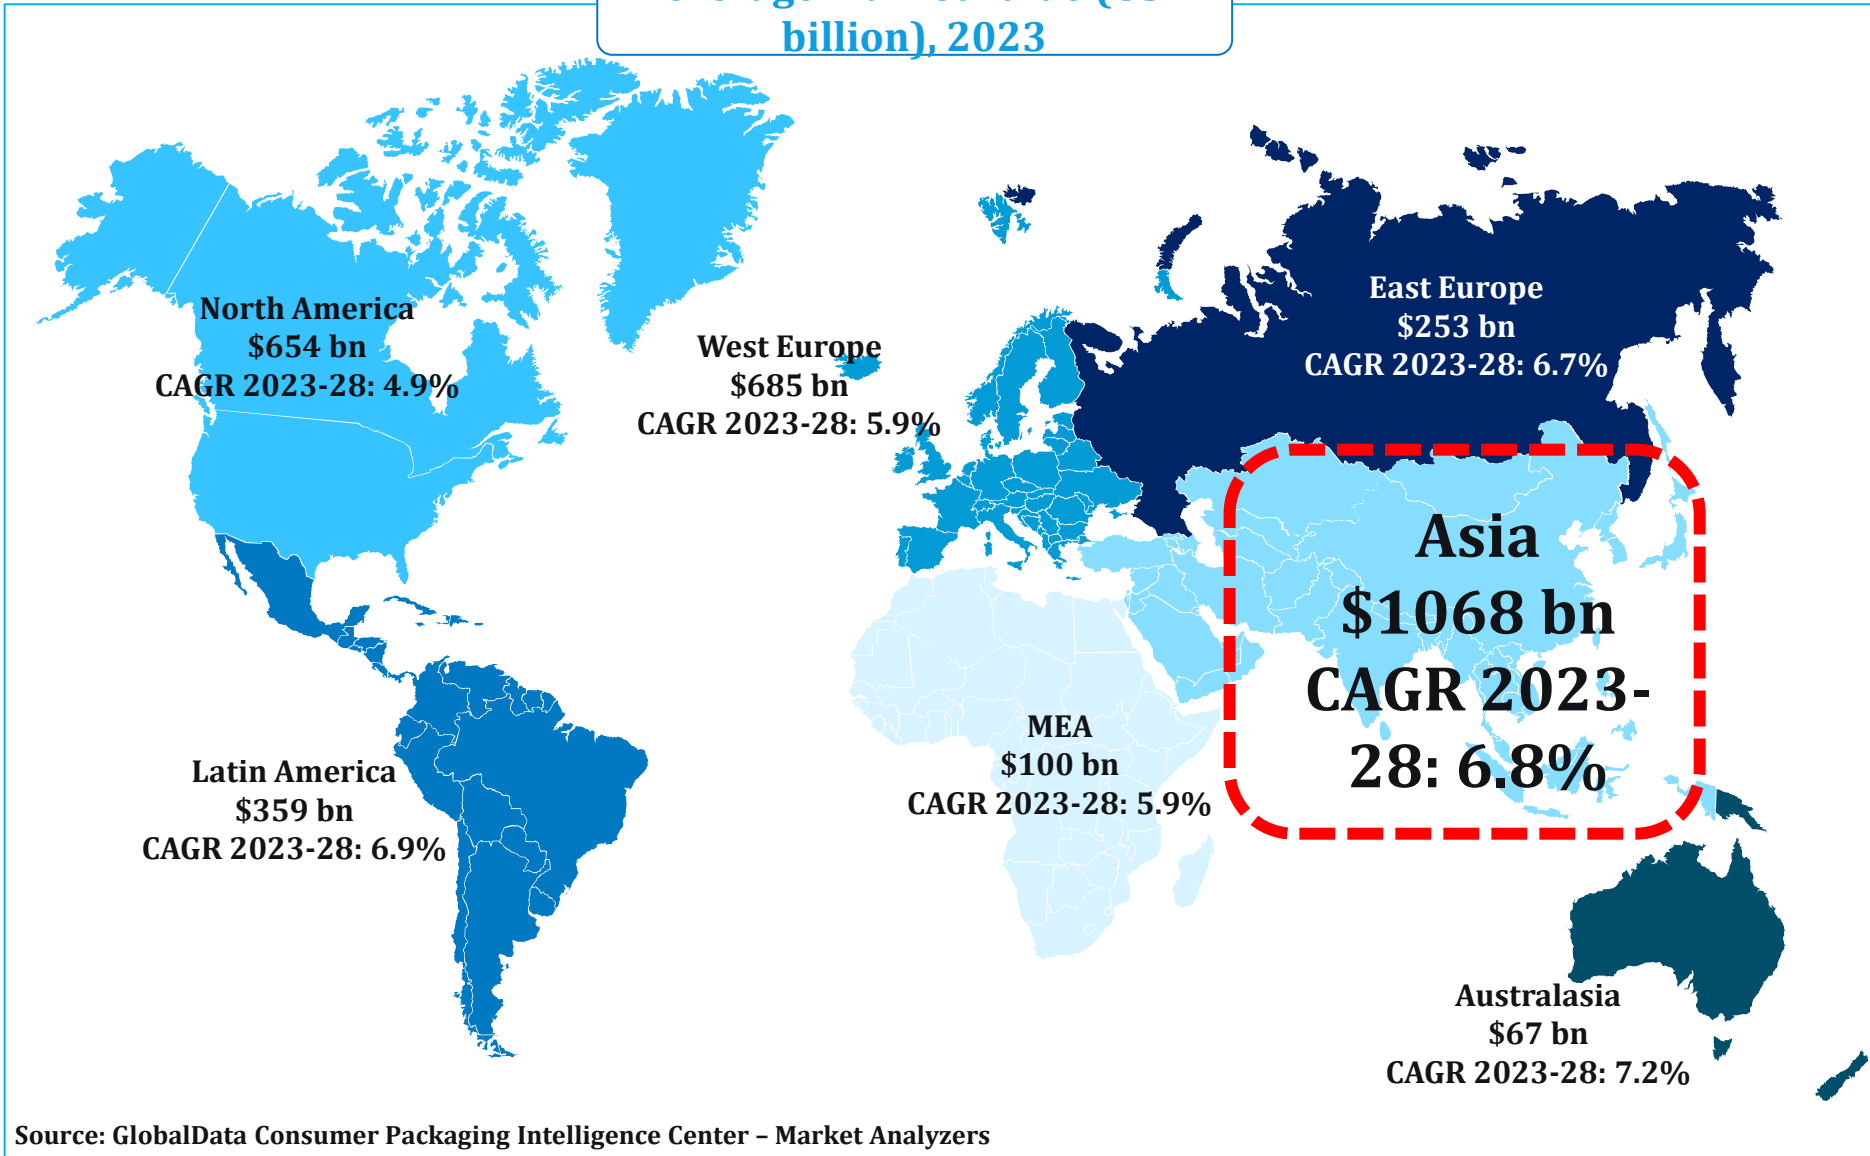 billion), 2023
North America
$654 bn
CAGR 2023-28: 4.9%
West Europe
$685 bn
CAGR 2023-28: 5.9%
East Europe
$253 bn
CAGR 2023-28: 6.7%
Asia
$1068 bn
CAGR 2023-
28: 6.8%
MEA
$100 bn
CAGR 2023-28: 5.9%
Latin America
$359 bn
CAGR 2023-28: 6.9%
Australasia
$67 bn
CAGR 2023-28: 7.2%
Source: GlobalData Consumer Packaging Intelligence Center – Market Analyzers